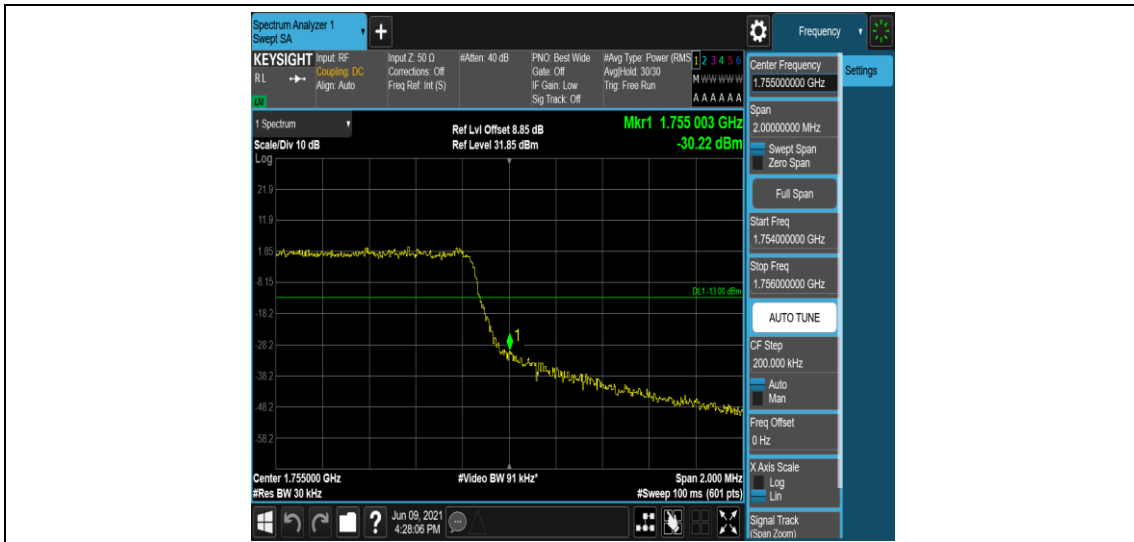 Spectrum Analyzer 1
Swept SA
+
Frequency
KEYSIGHT
RL
LXI
Input: RF
Coupling: DC
Align: Auto
Input Z: 50 Ω
Corrections: Off
Freq Ref: Int (S)
#Atten: 40 dB
PNO: Best Wide
Gate: Off
IF Gain: Low
Sig Track: Off
#Avg Type: Power (RMS
Avg|Hold: 30/30
Trig: Free Run
1 2 3 4 5 6
M W W W W W
A A A A A A
1 Spectrum
Scale/Div 10 dB
Log
Ref Lvl Offset 8.85 dB
Ref Level 31.85 dBm
Mkr1 1.755 003 GHz
-30.22 dBm
21.9
11.9
1.85
-8.15
DL1 -13.00 dBm
-18.2
1
-28.2
-38.2
-48.2
-58.2
Center 1.755000 GHz
#Res BW 30 kHz
#Video BW 91 kHz*
Span 2.000 MHz
#Sweep 100 ms (601 pts)
?
Jun 09, 2021
4:28:06 PM
Center Frequency
1.755000000 GHz
Settings
Span
2.00000000 MHz
Swept Span
Zero Span
Full Span
Start Freq
1.754000000 GHz
Stop Freq
1.756000000 GHz
AUTO TUNE
CF Step
200.000 kHz
Auto
Man
Freq Offset
0 Hz
X Axis Scale
Log
Lin
Signal Track
(Span Zoom)